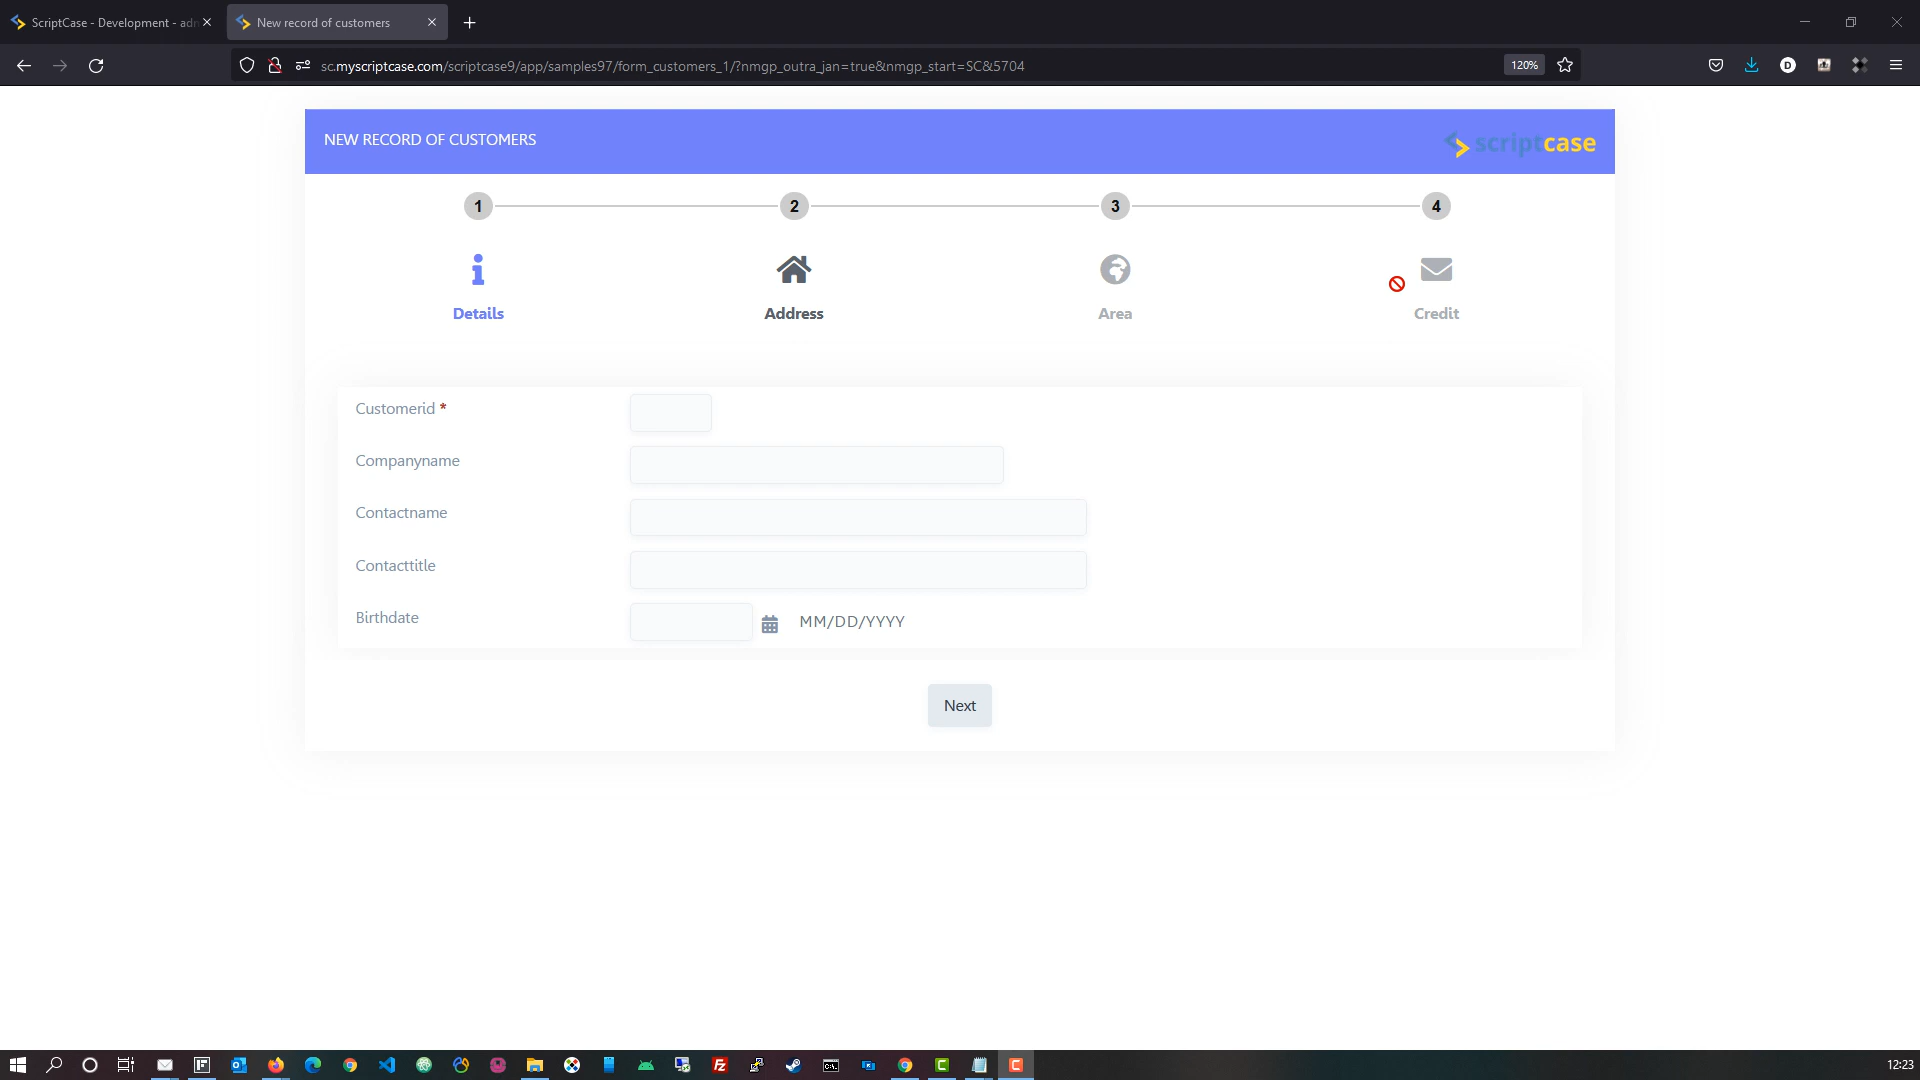 ScriptCase - Development - adn
New record of customers
sc.myscriptcase.com/scriptcase9/app/samples97/form_customers_1/?nmgp_outra_jan=true&nmgp_start=SC&5704
120%
D
NEW RECORD OF CUSTOMERS
scriptcase
1
2
3
4
Details
Address
Area
Credit
Customerid *
Companyname
Contactname
Contacttitle
Birthdate
MM/DD/YYYY
Next
12:23